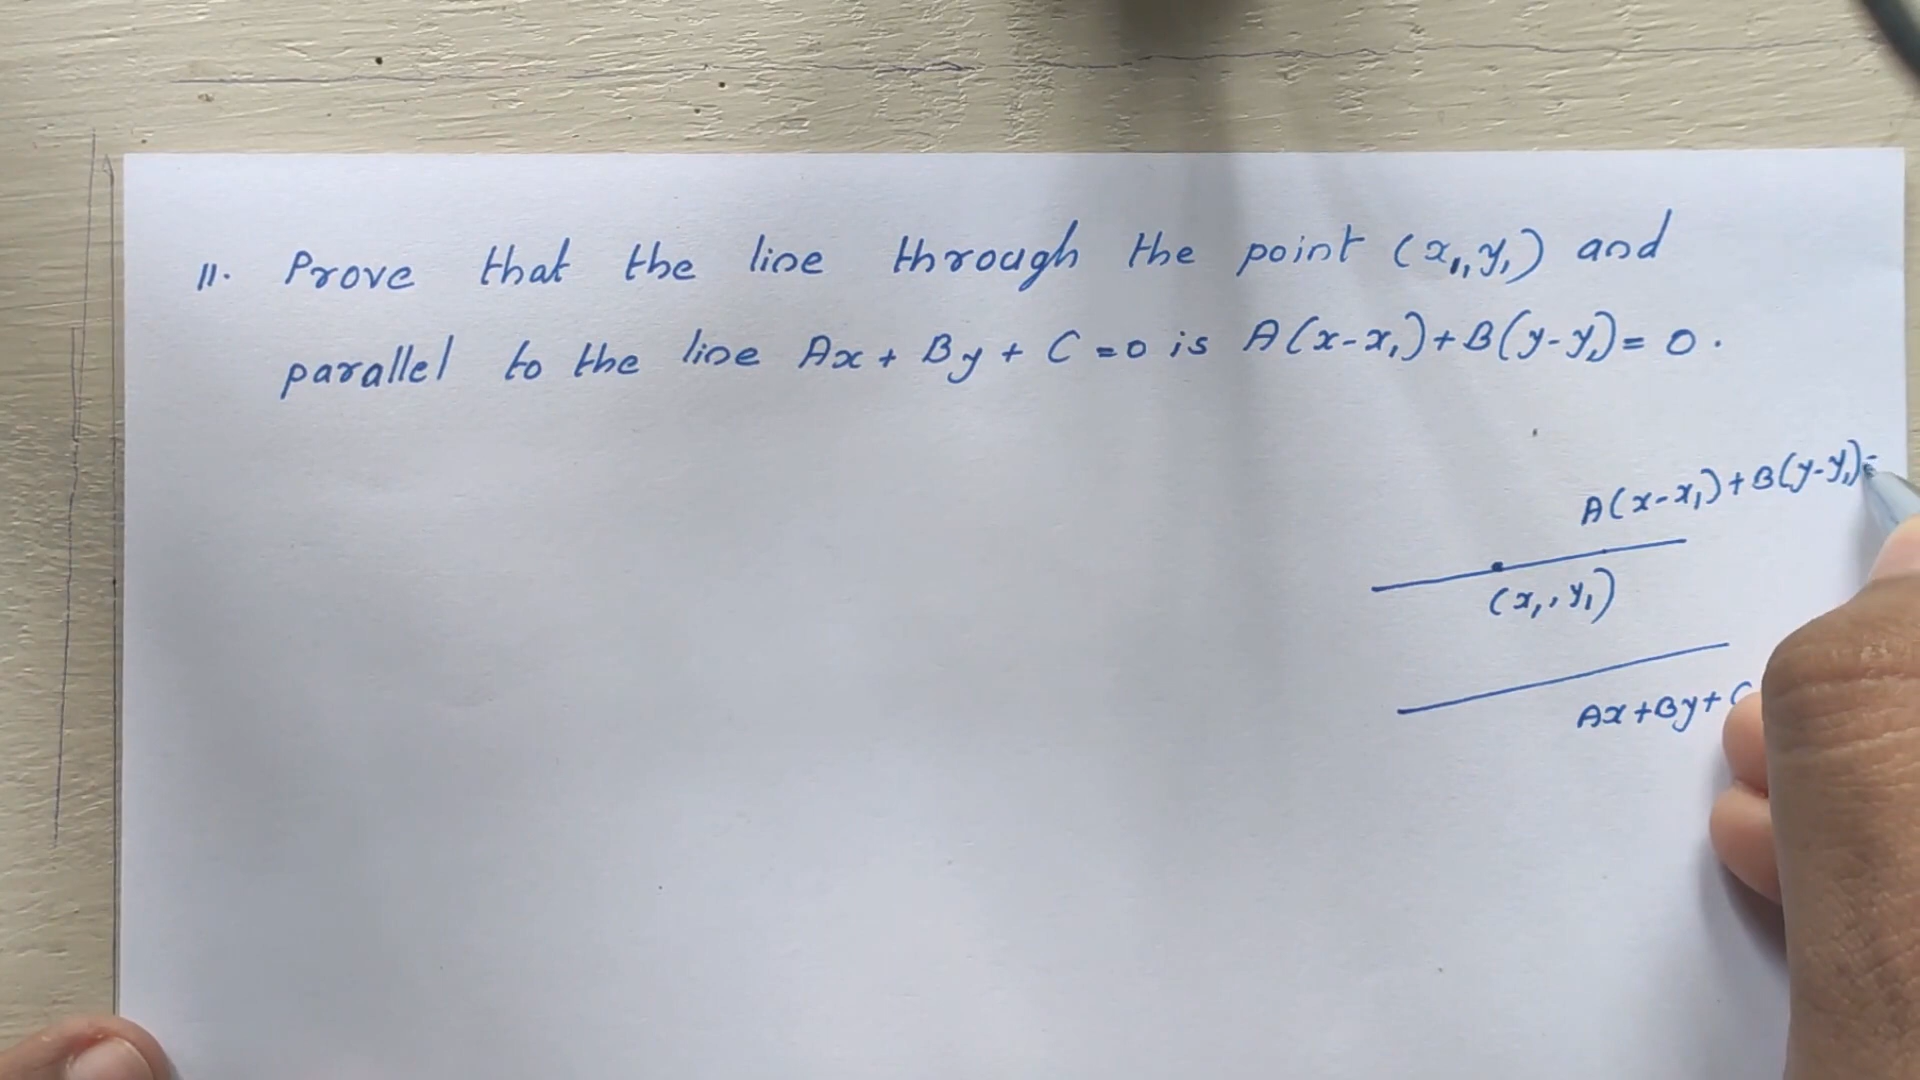 11. Prove that the line through the point (x₁, y₁) and
parallel to the line Ax + By + C = 0 is A(x-x₁) + B(y-y₁) = 0.
A(x-x₁) + B(y-y₁) =
(x₁, y₁)
Ax + By + C